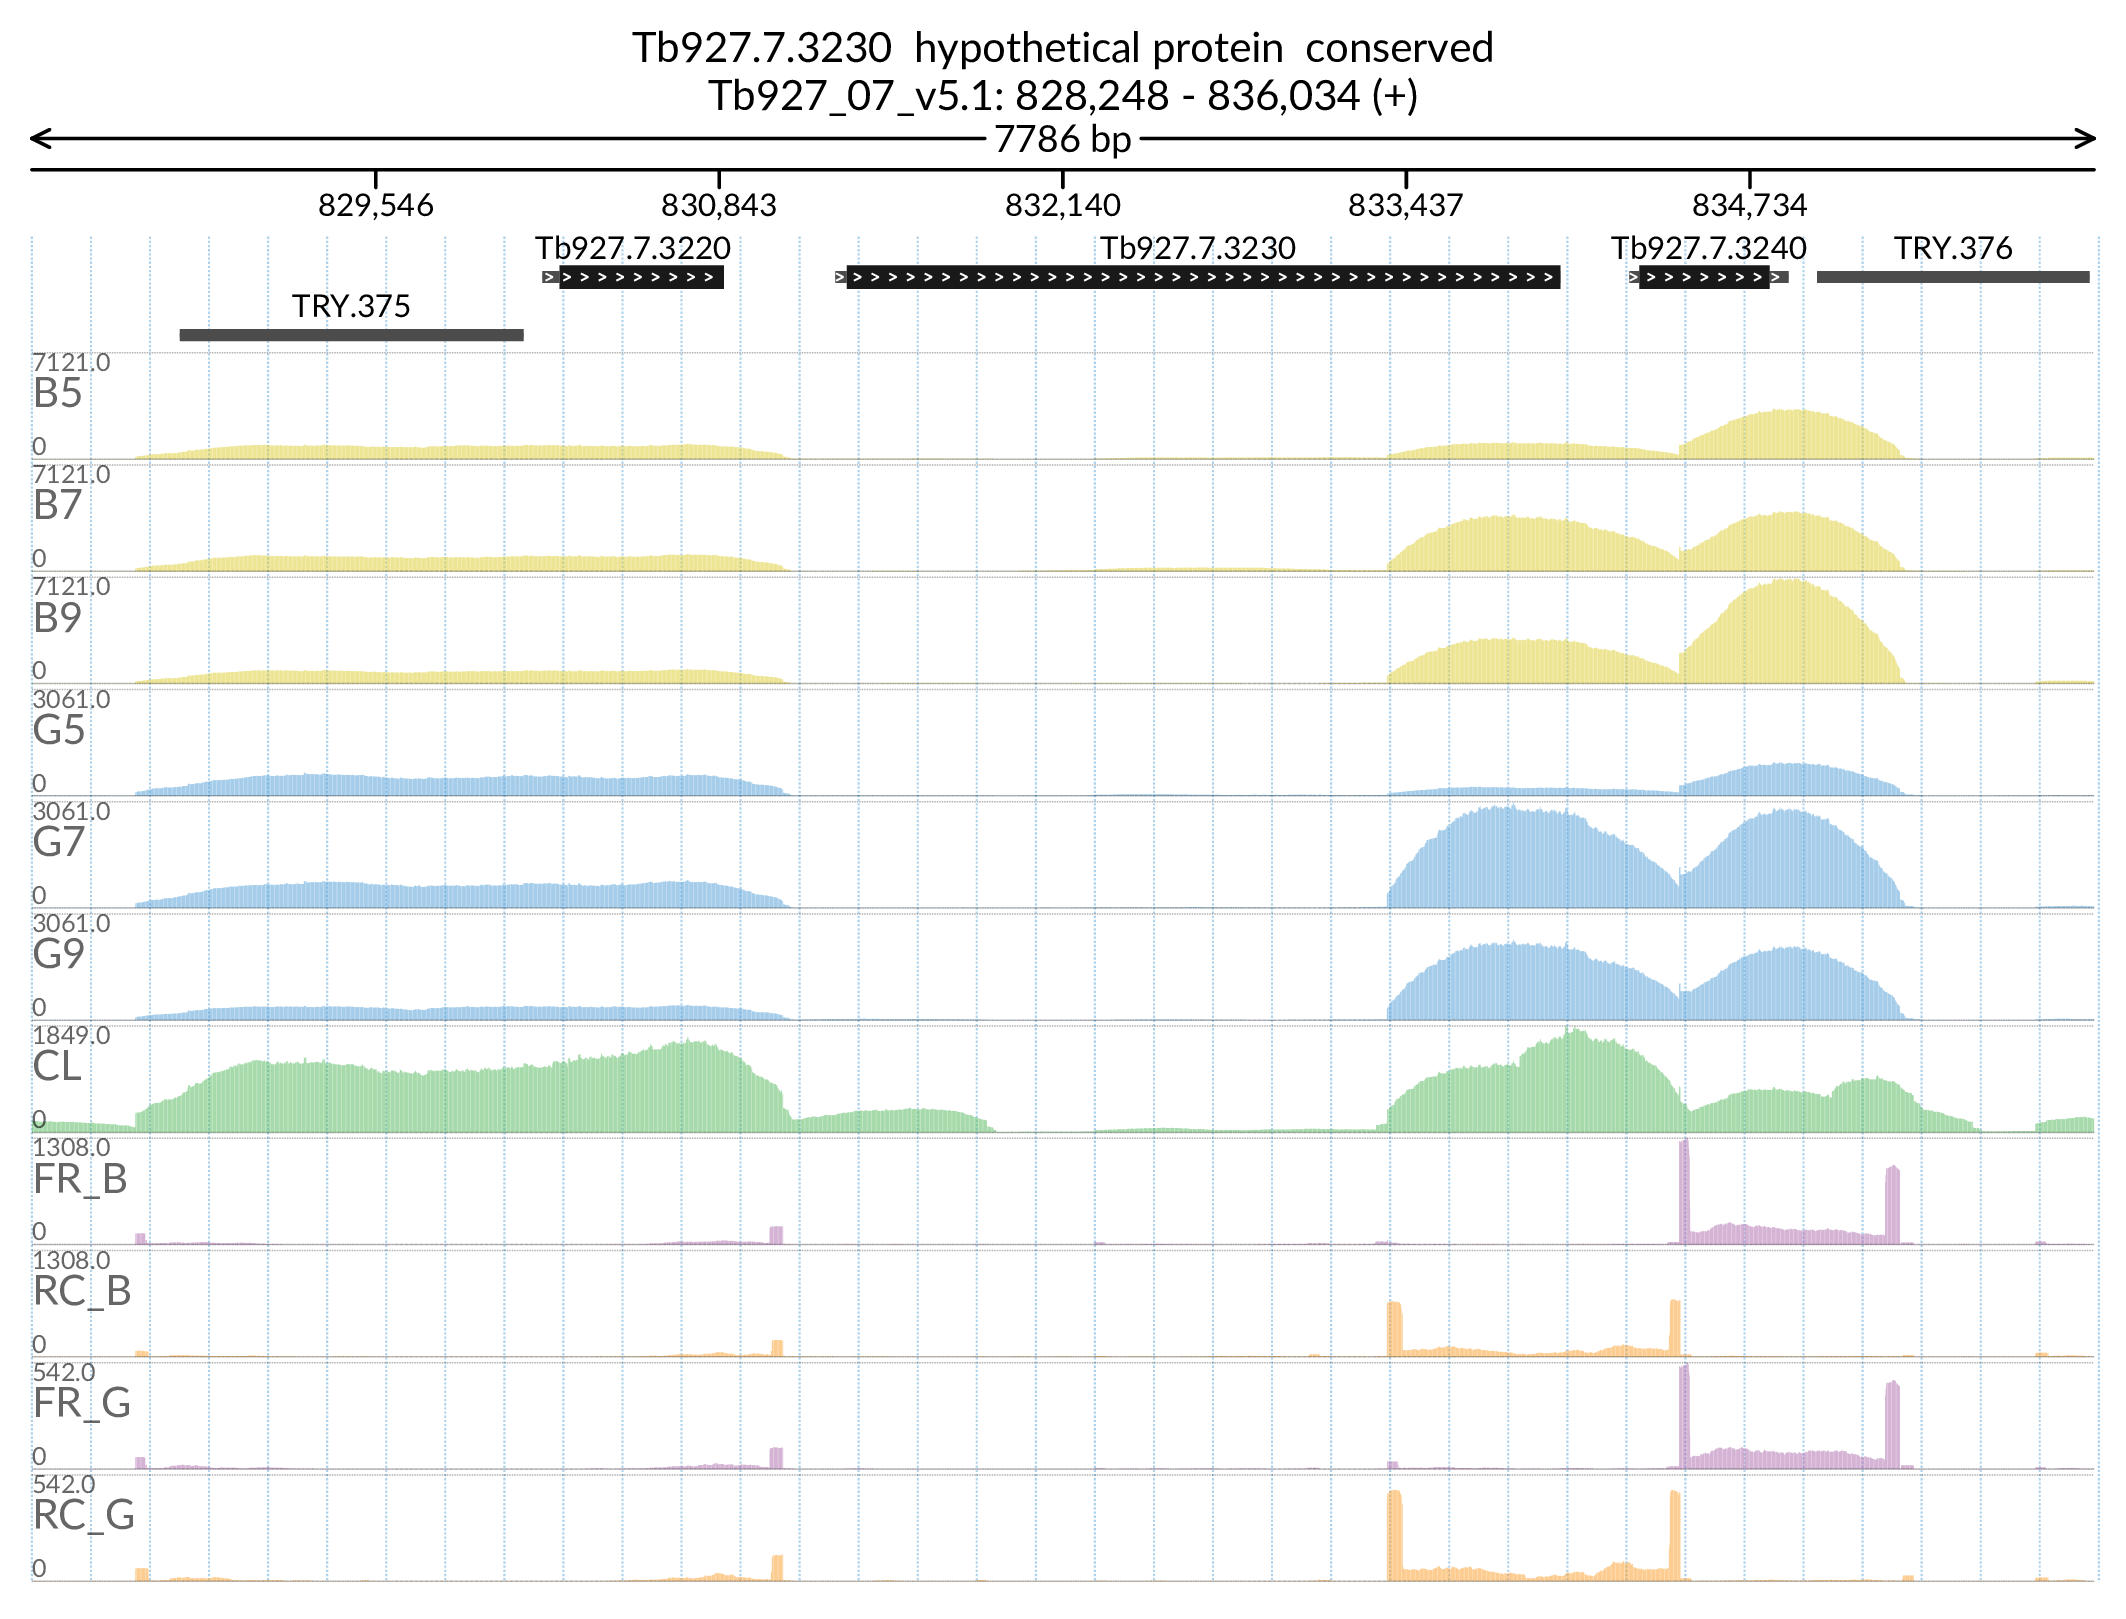 Tb927.7.3230 hypothetical protein conserved
Tb927_07_v5.1: 828,248 - 836,034 (+)
7786 bp
829,546 830,843 832,140 833,437 834,734
Tb927.7.3220 Tb927.7.3230 Tb927.7.3240 TRY.376
TRY.375
7121.0
B5
0
7121.0
B7
0
7121.0
B9
0
3061.0
G5
0
3061.0
G7
0
3061.0
G9
0
1849.0
CL
0
1308.0
FR_B
0
1308.0
RC_B
0
542.0
FR_G
0
542.0
RC_G
0